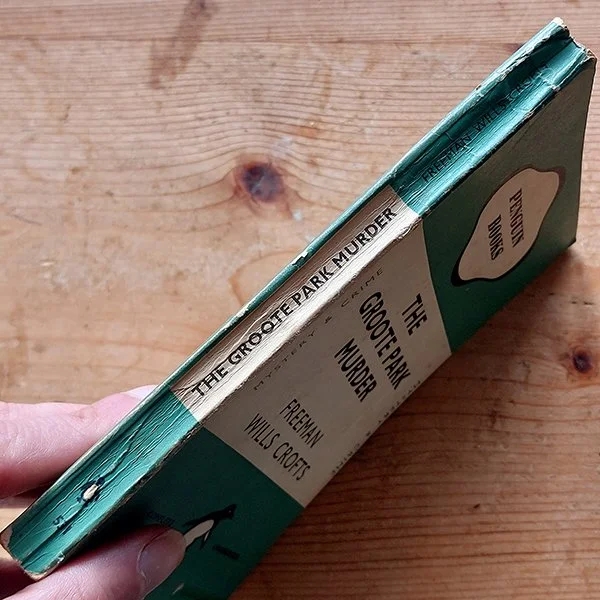 FREEMAN WILLS CROFTS
THE GROOTE PARK MURDER
PENGUIN
BOOKS
MYSTERY & CRIME
THE
GROOTE PARK
MURDER
FREEMAN
WILLS CROFTS